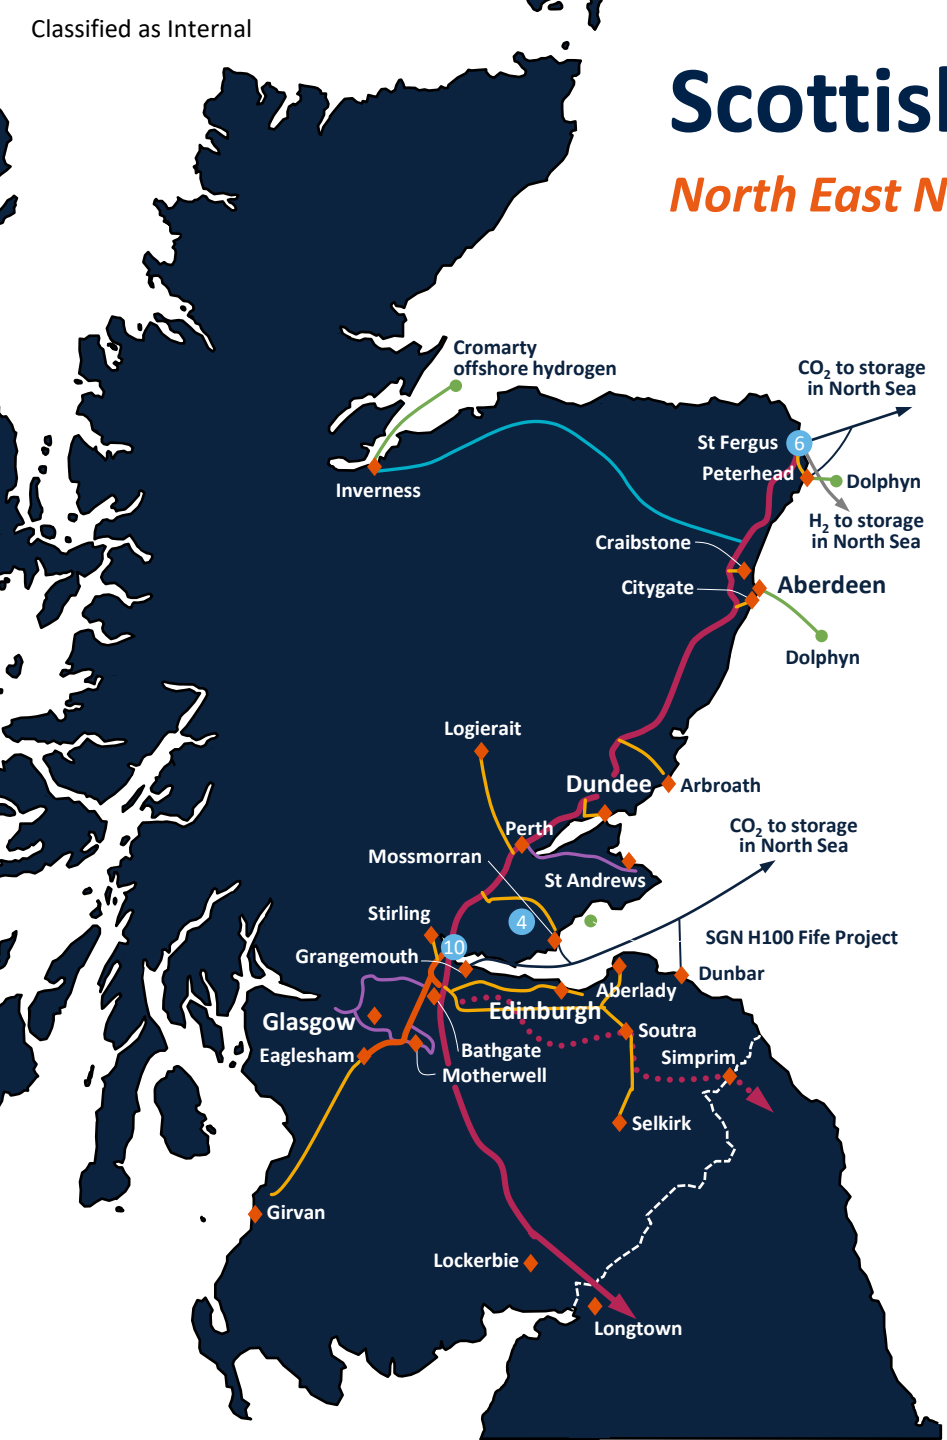 Classified as Internal
Scottis
North East N
Cromarty
offshore hydrogen
CO₂ to storage
in North Sea
St Fergus
6
Peterhead
Dolphyn
Inverness
H₂ to storage
in North Sea
Craibstone
Citygate
Aberdeen
Dolphyn
Logierait
Dundee
Arbroath
Perth
CO₂ to storage
in North Sea
Mossmorran
St Andrews
Stirling
4
10
Grangemouth
SGN H100 Fife Project
Dunbar
Aberlady
Edinburgh
Glasgow
Soutra
Eaglesham
Bathgate
Simprim
Motherwell
Selkirk
Girvan
Lockerbie
Longtown